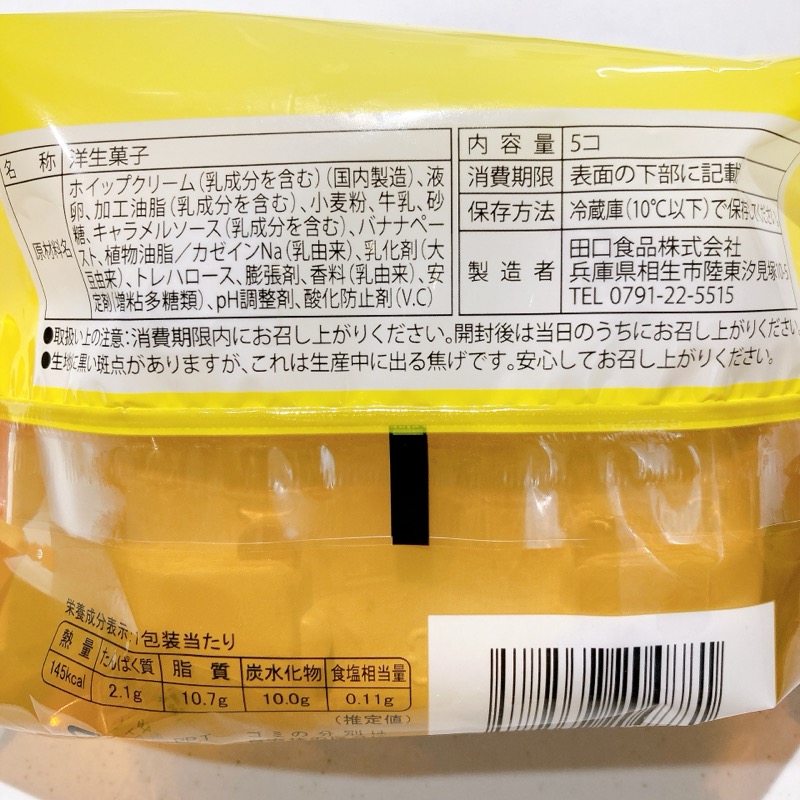 名称 洋生菓子
原材料名
ホイップクリーム(乳成分を含む)(国内製造)、液
卵、加工油脂(乳成分を含む)、小麦粉、牛乳、砂
糖、キャラメルソース(乳成分を含む)、バナナペー
スト、植物油脂/カゼインNa(乳由来)、乳化剤(大
豆由来)、トレハロース、膨張剤、香料(乳由来)、安
定剤(増粘多糖類)、pH調整剤、酸化防止剤(V.C)
内容量 5コ
消費期限 表面の下部に記載
保存方法 冷蔵庫(10℃以下)で保存してください
製造者
田口食品株式会社
兵庫県相生市陸東汐見塚10-5
TEL 0791-22-5515
●取扱い上の注意:消費期限内にお召し上がりください。開封後は当日のうちにお召し上がりください。
●生地に黒い斑点がありますが、これは生産中に出る焦げです。安心してお召し上がりください。
栄養成分表示:1包装当たり
熱量 たんぱく質 脂質 炭水化物 食塩相当量
145kcal 2.1g 10.7g 10.0g 0.11g
(推定値)
ゴミの分別は